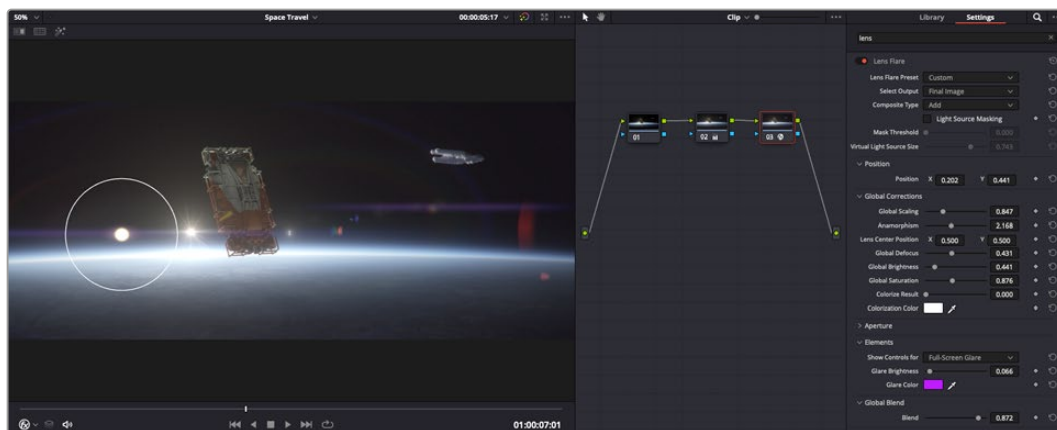 50% Space Travel 00:00:05:17 Clip Library Settings
lens
Lens Flare
Lens Flare Preset Custom
Select Output Final Image
Composite Type Add
Light Source Masking
Mask Threshold 0.000
Virtual Light Source Size 0.743
Position
Position X 0.202 Y 0.441
Global Corrections
Global Scaling 0.847
Anamorphism 2.168
Lens Center Position X 0.500 Y 0.500
Global Defocus 0.431
Global Brightness 0.441
Global Saturation 0.876
Colorize Result 0.000
Colorization Color
Aperture
Elements
Show Controls for Full-Screen Glare
Glare Brightness 0.066
Glare Color
Global Blend
Blend 0.872
01 02 03
01:00:07:01